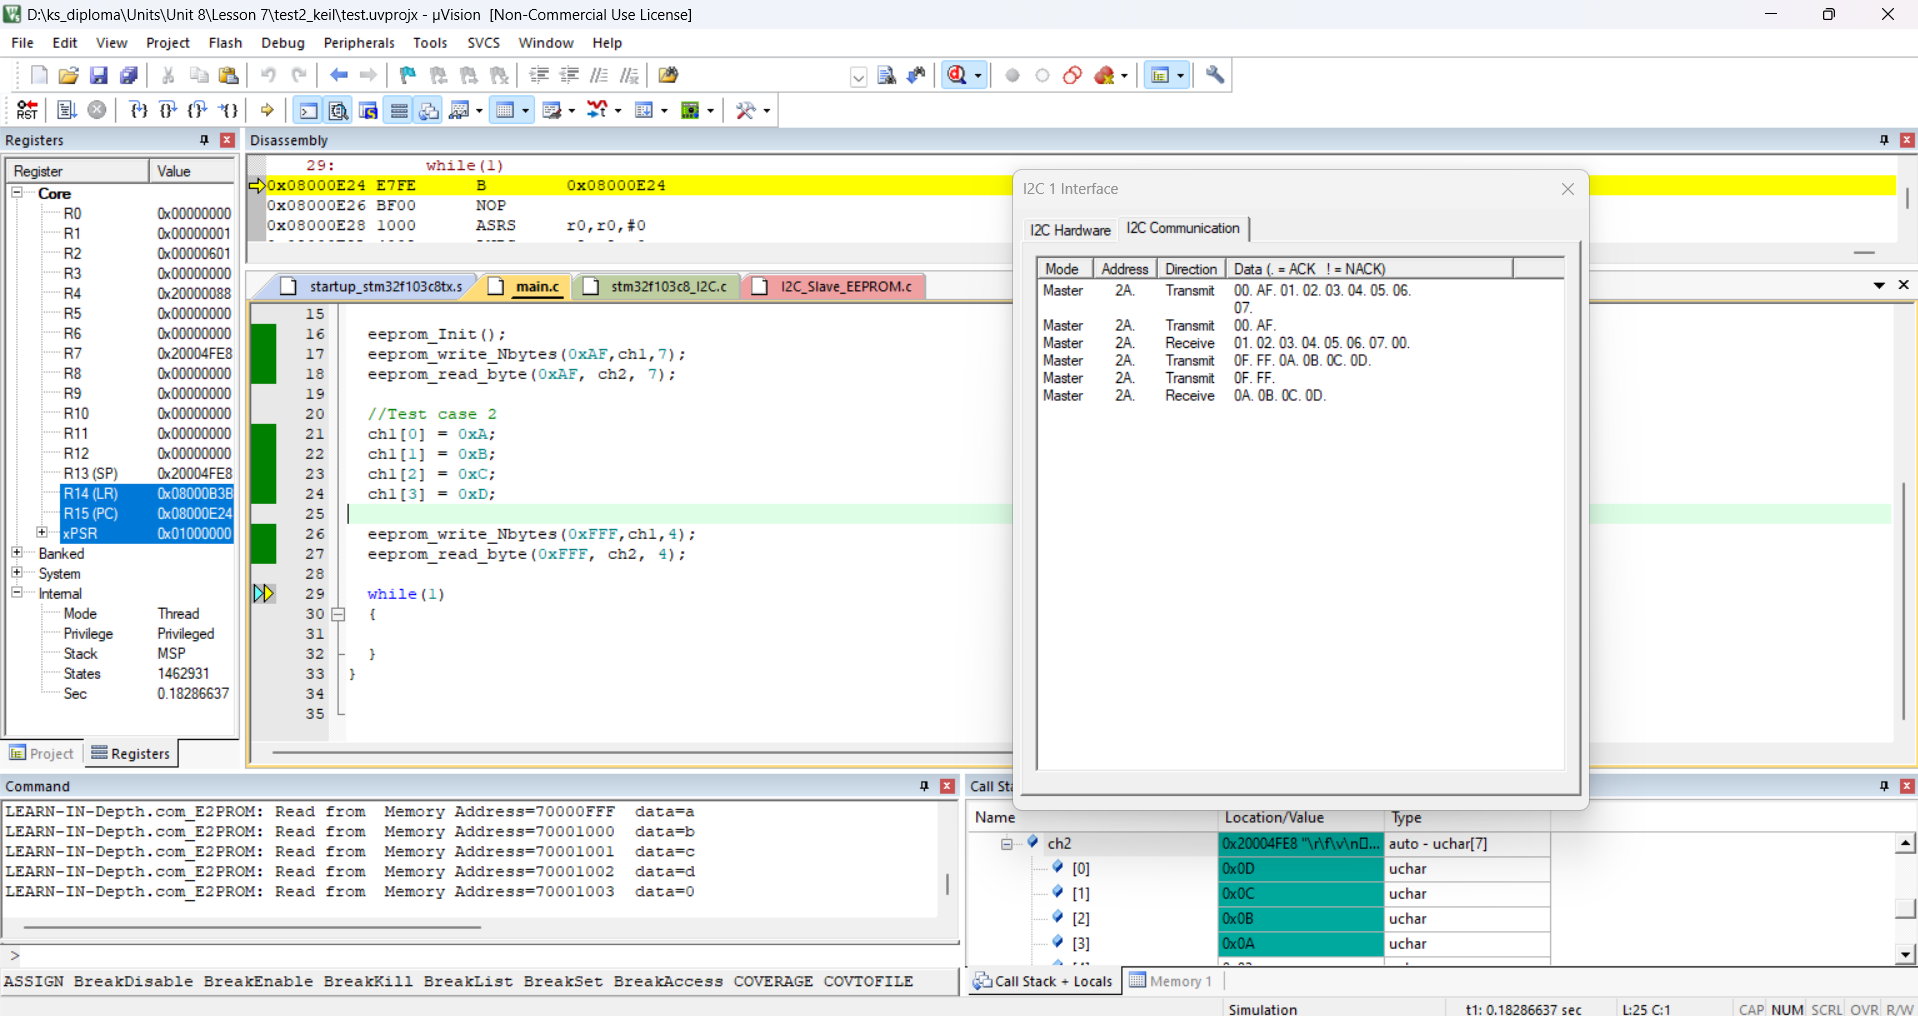 D:\ks_diploma\Units\Unit 8\Lesson 7\test2_keil\test.uvprojx - µVision [Non-Commercial Use License]
File Edit View Project Flash Debug Peripherals Tools SVCS Window Help
RST
Registers
Register Value
Core
R0 0x00000000
R1 0x00000001
R2 0x00000601
R3 0x00000000
R4 0x20000088
R5 0x00000000
R6 0x00000000
R7 0x20004FE8
R8 0x00000000
R9 0x00000000
R10 0x00000000
R11 0x00000000
R12 0x00000000
R13 (SP) 0x20004FE8
R14 (LR) 0x08000B3B
R15 (PC) 0x08000E24
xPSR 0x01000000
Banked
System
Internal
Mode Thread
Privilege Privileged
Stack MSP
States 1462931
Sec 0.18286637
Project Registers
Disassembly
29: while(1)
0x08000E24 E7FE B 0x08000E24
0x08000E26 BF00 NOP
0x08000E28 1000 ASRS r0,r0,#0
startup_stm32f103c8tx.s main.c stm32f103c8_I2C.c I2C_Slave_EEPROM.c
15
16 eeprom_Init();
17 eeprom_write_Nbytes(0xAF,ch1,7);
18 eeprom_read_byte(0xAF, ch2, 7);
19
20 //Test case 2
21 ch1[0] = 0xA;
22 ch1[1] = 0xB;
23 ch1[2] = 0xC;
24 ch1[3] = 0xD;
25
26 eeprom_write_Nbytes(0xFFF,ch1,4);
27 eeprom_read_byte(0xFFF, ch2, 4);
28
29 while(1)
30 {
31
32 }
33 }
34
35
I2C 1 Interface
I2C Hardware I2C Communication
Mode Address Direction Data (. = ACK ! = NACK)
Master 2A. Transmit 00. AF. 01. 02. 03. 04. 05. 06.
07.
Master 2A. Transmit 00. AF.
Master 2A. Receive 01. 02. 03. 04. 05. 06. 07. 00.
Master 2A. Transmit 0F. FF. 0A. 0B. 0C. 0D.
Master 2A. Transmit 0F. FF.
Master 2A. Receive 0A. 0B. 0C. 0D.
Command
LEARN-IN-Depth.com_E2PROM: Read from Memory Address=70000FFF data=a
LEARN-IN-Depth.com_E2PROM: Read from Memory Address=70001000 data=b
LEARN-IN-Depth.com_E2PROM: Read from Memory Address=70001001 data=c
LEARN-IN-Depth.com_E2PROM: Read from Memory Address=70001002 data=d
LEARN-IN-Depth.com_E2PROM: Read from Memory Address=70001003 data=0
>
ASSIGN BreakDisable BreakEnable BreakKill BreakList BreakSet BreakAccess COVERAGE COVTOFILE
Call Sta
Name Location/Value Type
ch2 0x20004FE8 "\r\f\v\n▯... auto - uchar[7]
[0] 0x0D uchar
[1] 0x0C uchar
[2] 0x0B uchar
[3] 0x0A uchar
Call Stack + Locals Memory 1
Simulation t1: 0.18286637 sec L:25 C:1 CAP NUM SCRL OVR R/W